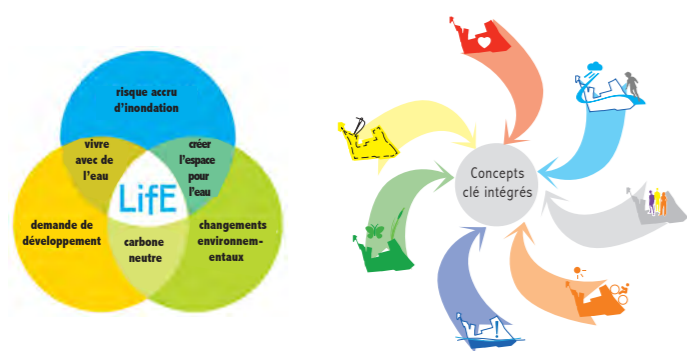 risque accru
d'inondation
vivre
avec de
l'eau
créer
l'espace
pour
l'eau
LifE
demande de
développement
carbone
neutre
changements
environnem-
entaux
Concepts
clé intégrés
!